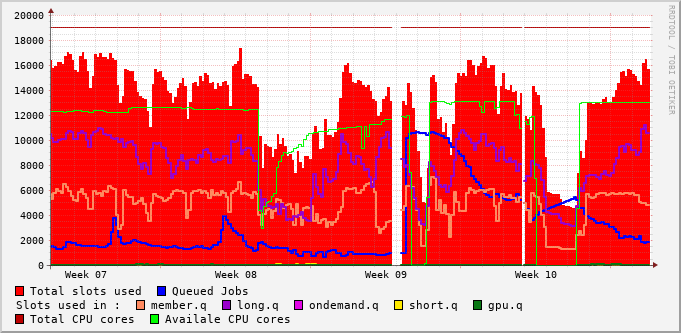 20000
18000
16000
14000
12000
10000
8000
6000
4000
2000
0
Week 07 Week 08 Week 09 Week 10
RRDTOOL / TOBI OETIKER
Total slots used Queued Jobs
Slots used in : member.q long.q ondemand.q short.q gpu.q
Total CPU cores Availale CPU cores